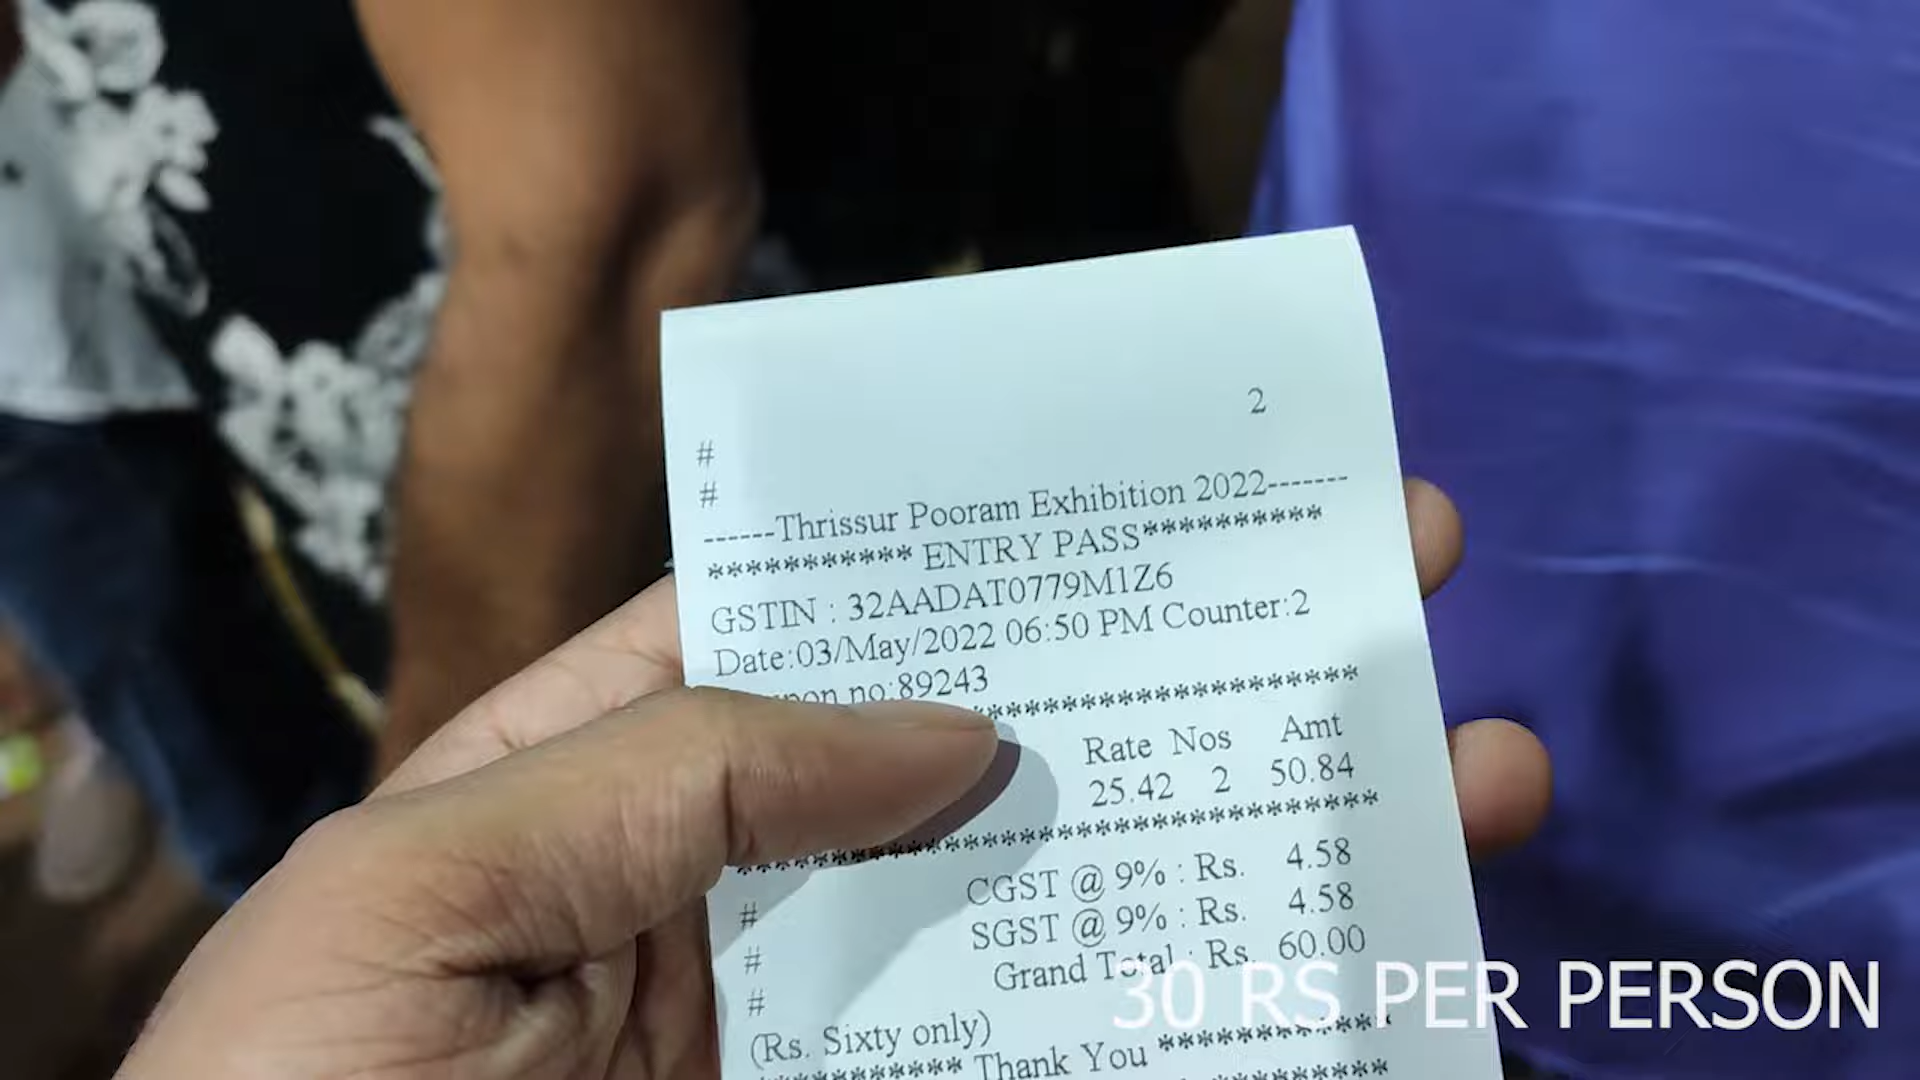 2
#
#
------Thrissur Pooram Exhibition 2022-------
*********** ENTRY PASS**********
GSTIN : 32AADAT0779M1Z6
Date:03/May/2022 06:50 PM Counter:2
no:89243
Rate Nos Amt
25.42 2 50.84
CGST @ 9% : Rs. 4.58
SGST @ 9% : Rs. 4.58
#
Grand Total : Rs. 60.00
#
#
(Rs. Sixty only)
*********** Thank You ************
30 RS PER PERSON